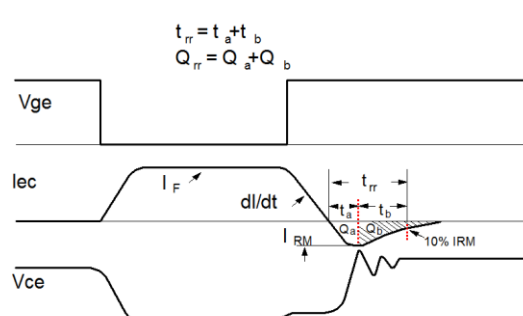 t rr = t a + t b
Q rr = Q a + Q b
Vge
Iec
I F
dI/dt
t rr
t a
t b
Q a
Q b
I RM
10% IRM
Vce